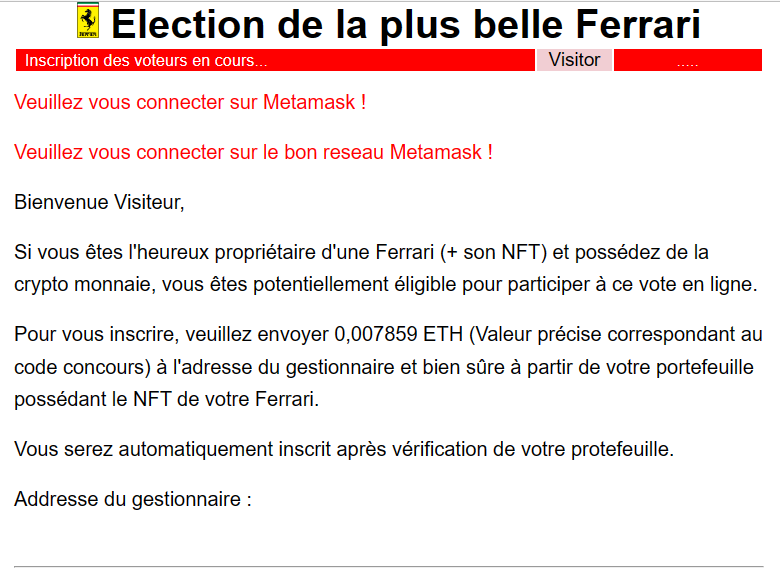 Election de la plus belle Ferrari
Inscription des voteurs en cours...
Visitor
.....
Veuillez vous connecter sur Metamask !
Veuillez vous connecter sur le bon reseau Metamask !
Bienvenue Visiteur,
Si vous êtes l'heureux propriétaire d'une Ferrari (+ son NFT) et possédez de la
crypto monnaie, vous êtes potentiellement éligible pour participer à ce vote en ligne.
Pour vous inscrire, veuillez envoyer 0,007859 ETH (Valeur précise correspondant au
code concours) à l'adresse du gestionnaire et bien sûre à partir de votre portefeuille
possédant le NFT de votre Ferrari.
Vous serez automatiquement inscrit après vérification de votre protefeuille.
Addresse du gestionnaire :